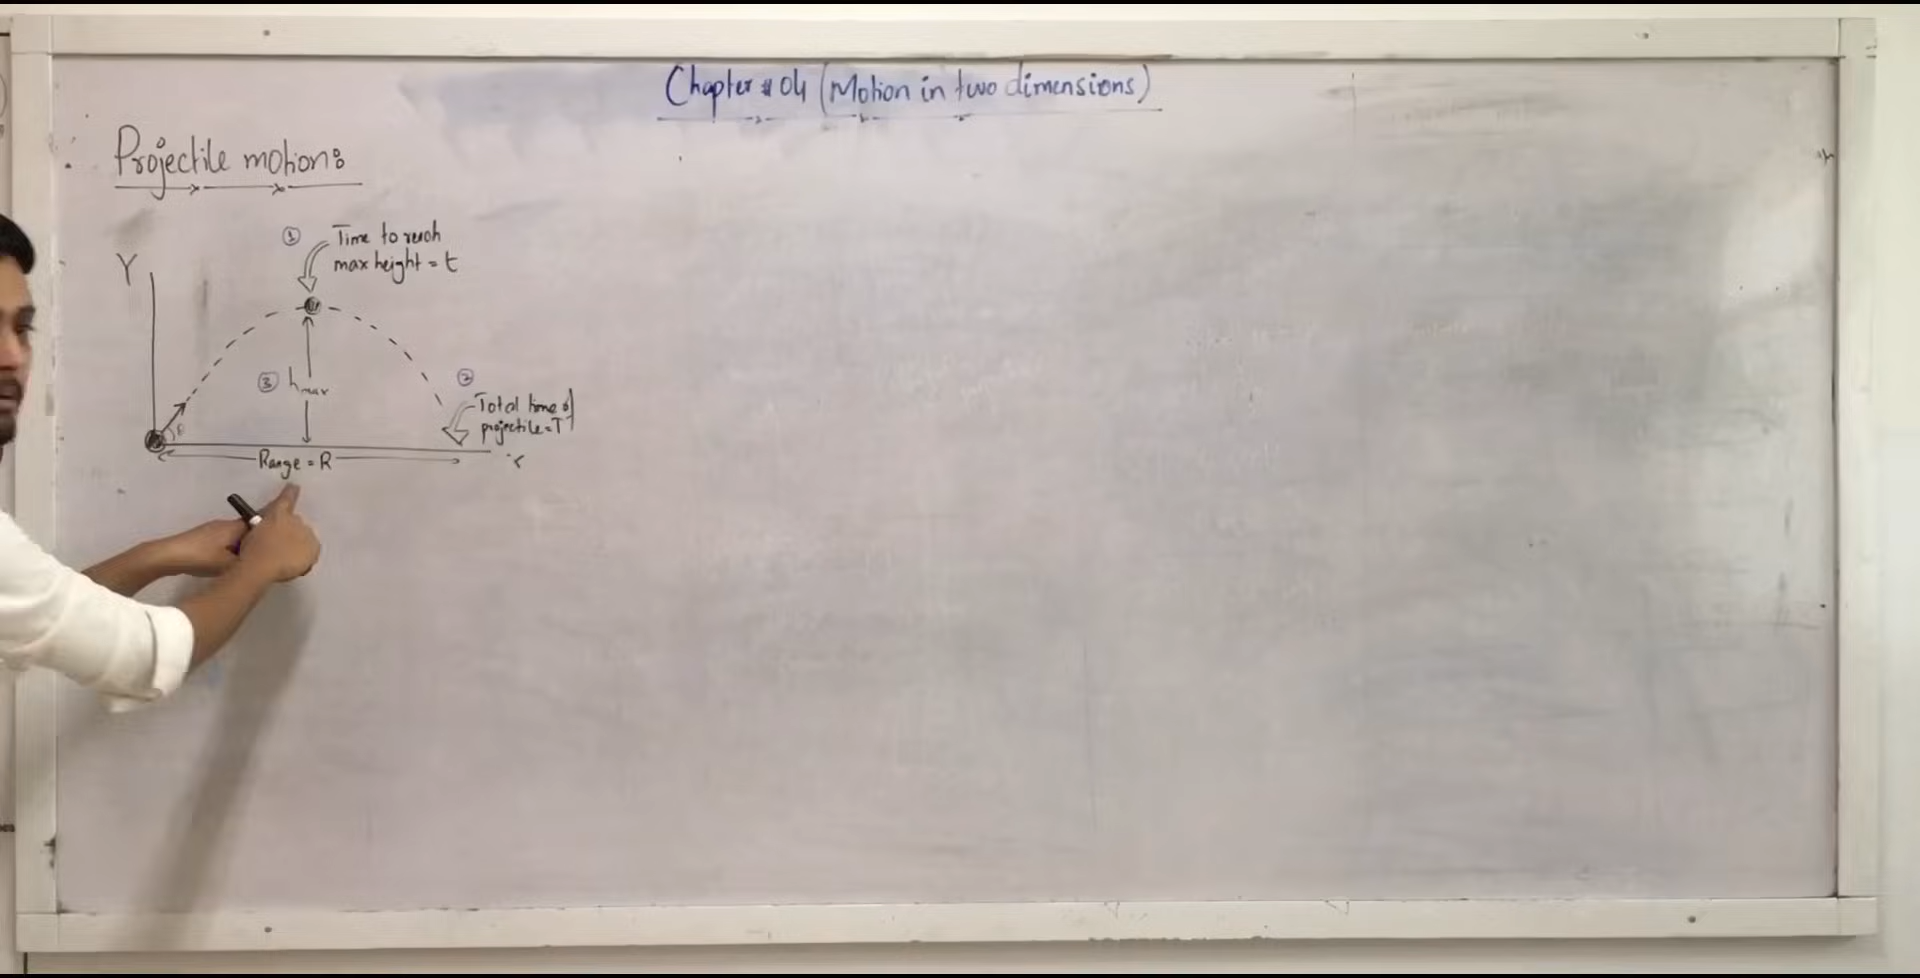 Chapter # 04 (Motion in two dimensions)
Projectile motion:
① Time to reach
max height = t
Y
③ hmax
②
Total time of
projectile = T
θ
Range = R
x